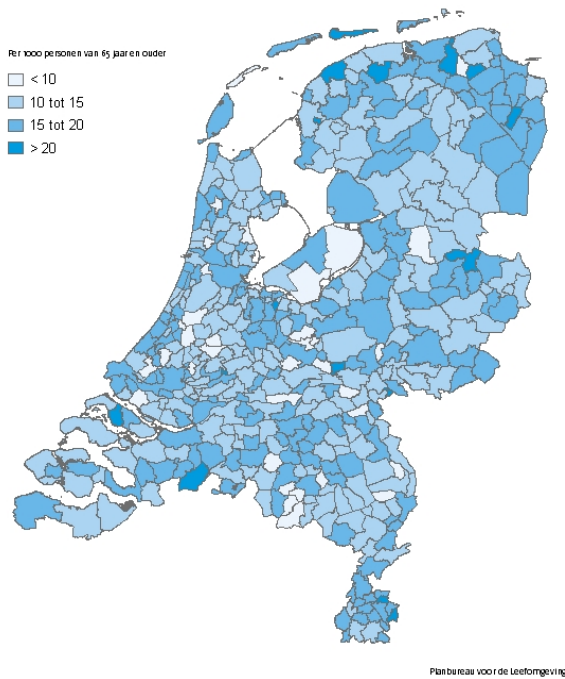 Per 1000 personen van 65 jaar en ouder
< 10
10 tot 15
15 tot 20
> 20
Planbureau voor de Leefomgeving